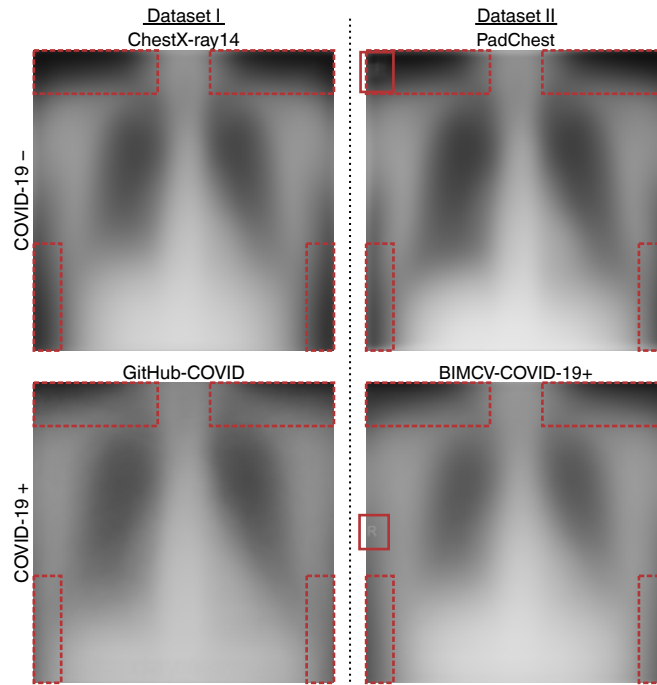 Dataset I
Dataset II
ChestX-ray14
PadChest
COVID-19 –
GitHub-COVID
BIMCV-COVID-19+
COVID-19 +
R